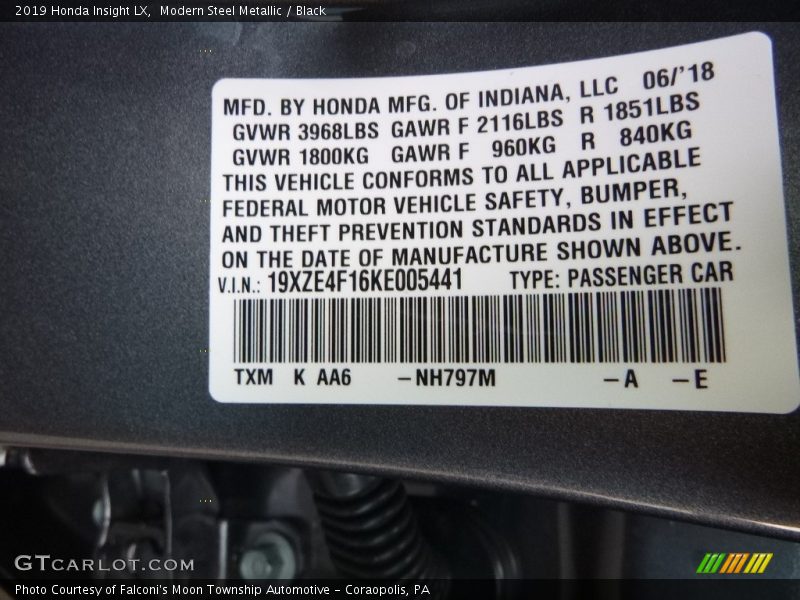 2019 Honda Insight LX,  Modern Steel Metallic / Black
MFD. BY HONDA MFG. OF INDIANA, LLC 06/'18
GVWR 3968LBS GAWR F 2116LBS R 1851LBS
GVWR 1800KG GAWR F 960KG R 840KG
THIS VEHICLE CONFORMS TO ALL APPLICABLE
FEDERAL MOTOR VEHICLE SAFETY, BUMPER,
AND THEFT PREVENTION STANDARDS IN EFFECT
ON THE DATE OF MANUFACTURE SHOWN ABOVE.
V.I.N.: 19XZE4F16KE005441 TYPE: PASSENGER CAR
TXM K AA6 –NH797M –A –E
GTCARLOT.COM
Photo Courtesy of Falconi's Moon Township Automotive – Coraopolis, PA